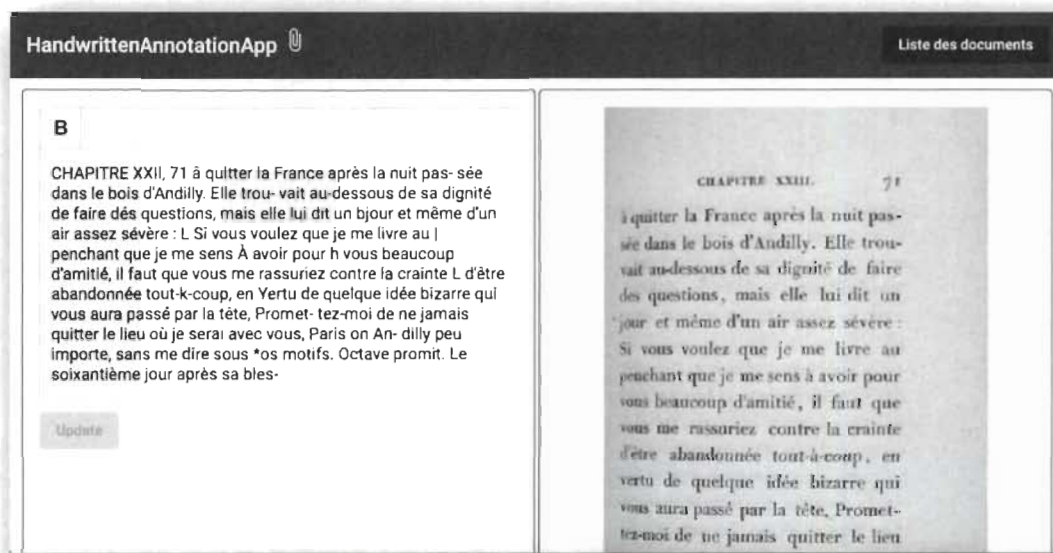 HandwrittenAnnotationApp
Liste des documents
B
CHAPITRE XXII, 71 â quitter la France après la nuit pas- sée
dans le bois d'Andilly. Elle trou- vait au-dessous de sa dignité
de faire dés questions, mais elle lui dit un bjour et même d'un
air assez sévère : L Si vous voulez que je me livre au |
penchant que je me sens À avoir pour h vous beaucoup
d'amitié, il faut que vous me rassuriez contre la crainte L d'être
abandonnée tout-k-coup, en Yertu de quelque idée bizarre qui
vous aura passé par la tête, Promet- tez-moi de ne jamais
quitter le lieu où je serai avec vous, Paris on An- dilly peu
importe, sans me dire sous *os motifs. Octave promit. Le
soixantième jour après sa bles-
Update
CHAPITRE XXIII. 71
à quitter la France après la nuit pas-
sée dans le bois d'Andilly. Elle trou-
vait au-dessous de sa dignité de faire
des questions, mais elle lui dit un
jour et même d'un air assez sévère :
Si vous voulez que je me livre au
penchant que je me sens à avoir pour
vous beaucoup d'amitié, il faut que
vous me rassuriez contre la crainte
d'être abandonnée tout-à-coup, en
vertu de quelque idée bizarre qui
vous aura passé par la tête, Promet-
tez-moi de ne jamais quitter le lieu